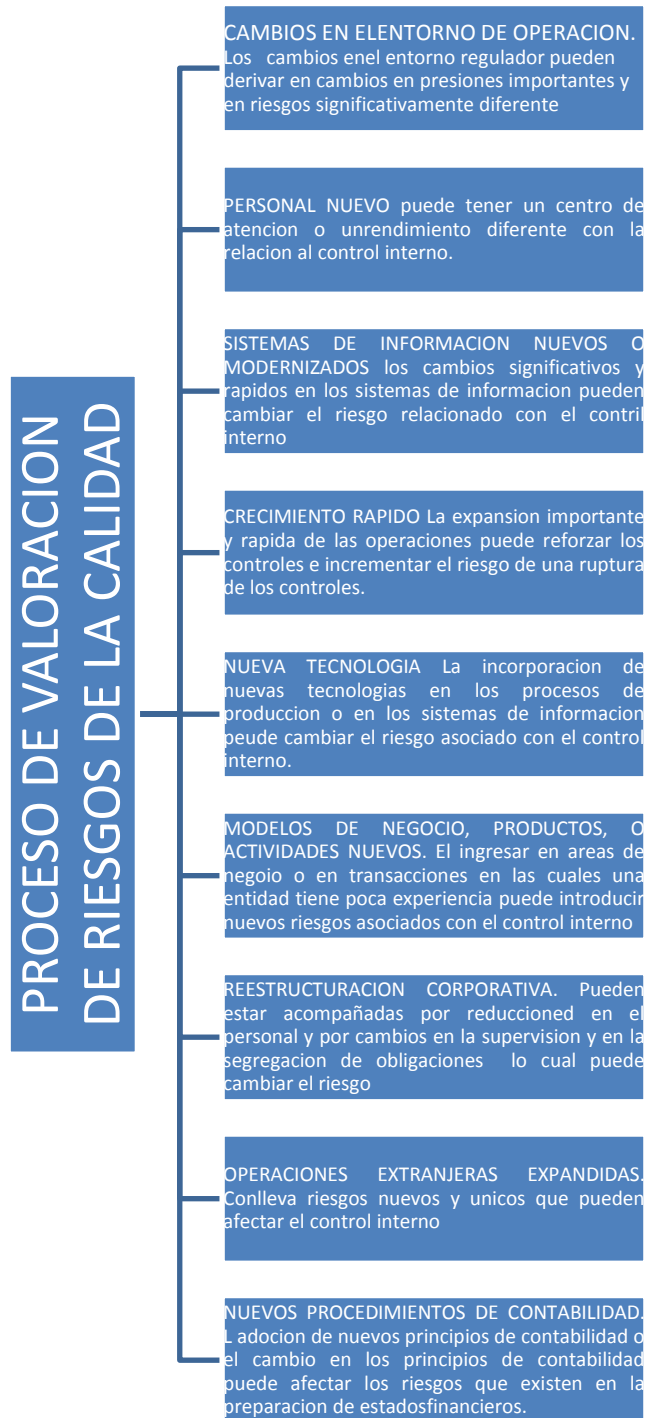 PROCESO DE VALORACION
DE RIESGOS DE LA CALIDAD
CAMBIOS EN ELENTORNO DE OPERACION.
Los cambios enel entorno regulador pueden
derivar en cambios en presiones importantes y
en riesgos significativamente diferente
PERSONAL NUEVO puede tener un centro de
atencion o unrendimiento diferente con la
relacion al control interno.
SISTEMAS DE INFORMACION NUEVOS O
MODERNIZADOS los cambios significativos y
rapidos en los sistemas de informacion pueden
cambiar el riesgo relacionado con el contril
interno
CRECIMIENTO RAPIDO La expansion importante
y rapida de las operaciones puede reforzar los
controles e incrementar el riesgo de una ruptura
de los controles.
NUEVA TECNOLOGIA La incorporacion de
nuevas tecnologias en los procesos de
produccion o en los sistemas de informacion
peude cambiar el riesgo asociado con el control
interno.
MODELOS DE NEGOCIO, PRODUCTOS, O
ACTIVIDADES NUEVOS. El ingresar en areas de
negoio o en transacciones en las cuales una
entidad tiene poca experiencia puede introducir
nuevos riesgos asociados con el control interno
REESTRUCTURACION CORPORATIVA. Pueden
estar acompañadas por reduccioned en el
personal y por cambios en la supervision y en la
segregacion de obligaciones lo cual puede
cambiar el riesgo
OPERACIONES EXTRANJERAS EXPANDIDAS.
Conlleva riesgos nuevos y unicos que pueden
afectar el control interno
NUEVOS PROCEDIMIENTOS DE CONTABILIDAD.
L adocion de nuevos principios de contabilidad o
el cambio en los principios de contabilidad
puede afectar los riesgos que existen en la
preparacion de estadosfinancieros.